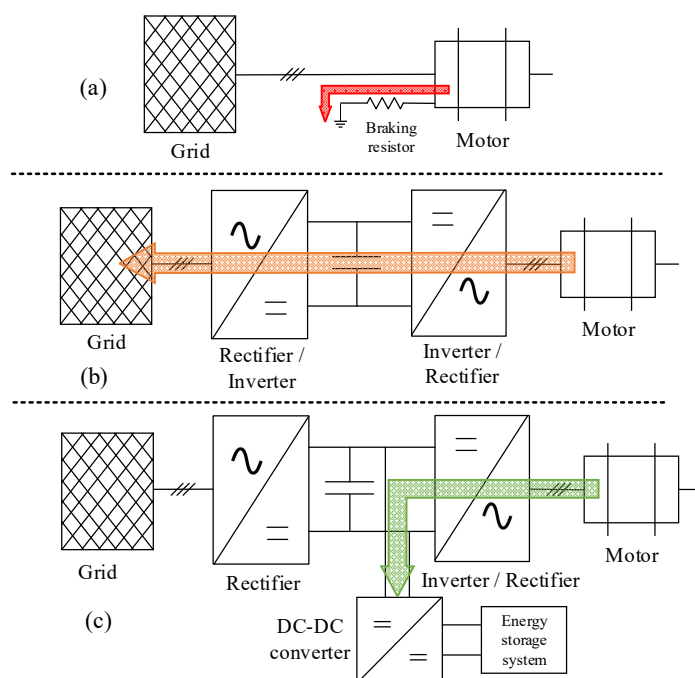 (a)
Grid
Braking
resistor
Motor
Grid
(b)
Rectifier /
Inverter
Inverter /
Rectifier
Motor
Grid
(c)
Rectifier
Inverter / Rectifier
Motor
DC-DC
converter
Energy
storage
system